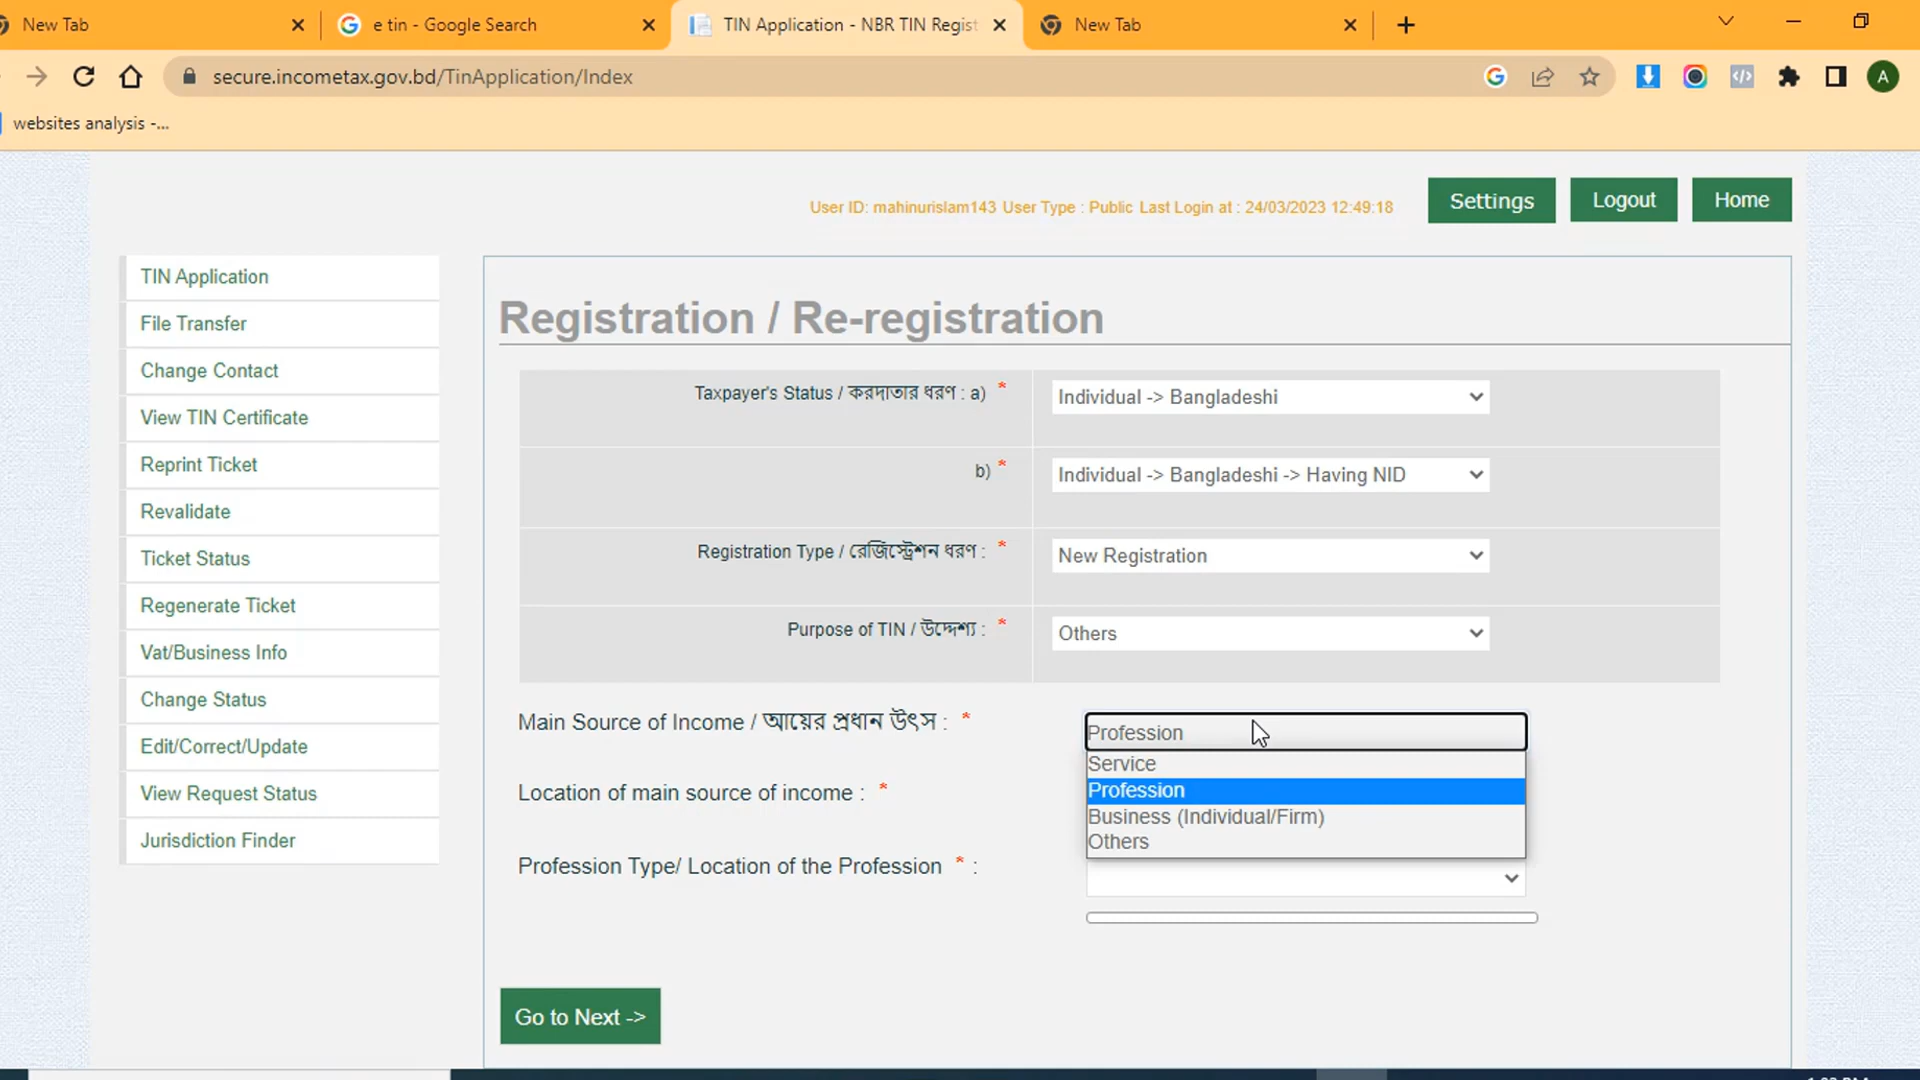 New Tab
e tin - Google Search
TIN Application - NBR TIN Regist
New Tab
secure.incometax.gov.bd/TinApplication/Index
A
websites analysis -...
User ID: mahinurislam143 User Type : Public Last Login at : 24/03/2023 12:49:18
Settings
Logout
Home
TIN Application
File Transfer
Change Contact
View TIN Certificate
Reprint Ticket
Revalidate
Ticket Status
Regenerate Ticket
Vat/Business Info
Change Status
Edit/Correct/Update
View Request Status
Jurisdiction Finder
Registration / Re-registration
Taxpayer's Status / করদাতার ধরণ : a) *
Individual -> Bangladeshi
b) *
Individual -> Bangladeshi -> Having NID
Registration Type / রেজিস্ট্রেশন ধরণ : *
New Registration
Purpose of TIN / উদ্দেশ্য : *
Others
Main Source of Income / আয়ের প্রধান উৎস : *
Profession
Service
Profession
Business (Individual/Firm)
Others
Location of main source of income : *
Profession Type/ Location of the Profession * :
Go to Next ->